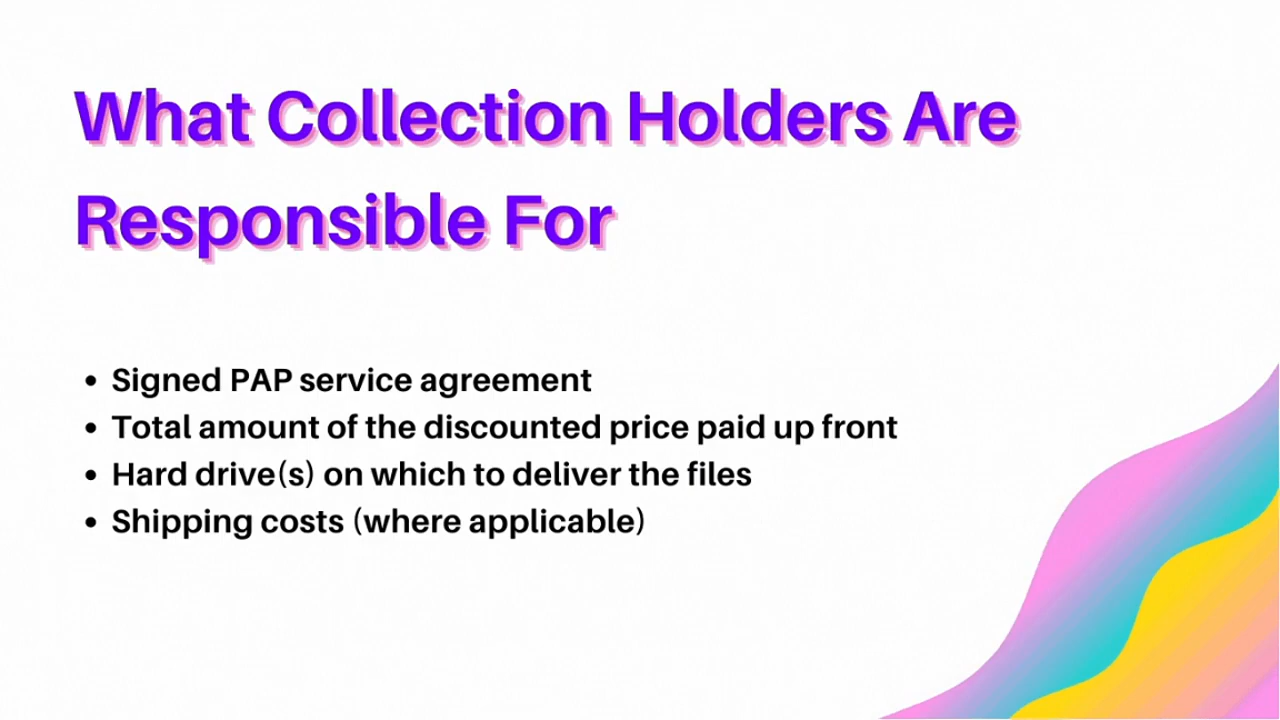 What Collection Holders Are
Responsible For
• Signed PAP service agreement
• Total amount of the discounted price paid up front
• Hard drive(s) on which to deliver the files
• Shipping costs (where applicable)